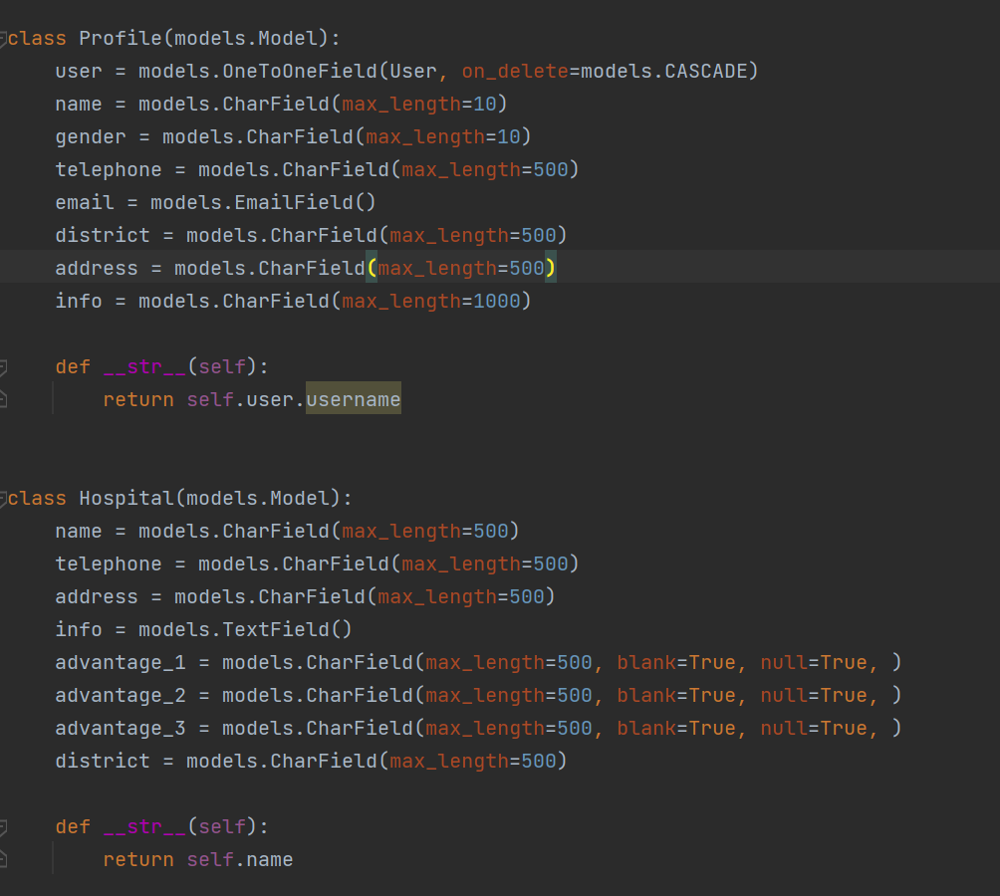 class Profile(models.Model):
    user = models.OneToOneField(User, on_delete=models.CASCADE)
    name = models.CharField(max_length=10)
    gender = models.CharField(max_length=10)
    telephone = models.CharField(max_length=500)
    email = models.EmailField()
    district = models.CharField(max_length=500)
    address = models.CharField(max_length=500)
    info = models.CharField(max_length=1000)
    def __str__(self):
        return self.user.username
class Hospital(models.Model):
    name = models.CharField(max_length=500)
    telephone = models.CharField(max_length=500)
    address = models.CharField(max_length=500)
    info = models.TextField()
    advantage_1 = models.CharField(max_length=500, blank=True, null=True, )
    advantage_2 = models.CharField(max_length=500, blank=True, null=True, )
    advantage_3 = models.CharField(max_length=500, blank=True, null=True, )
    district = models.CharField(max_length=500)
    def __str__(self):
        return self.name